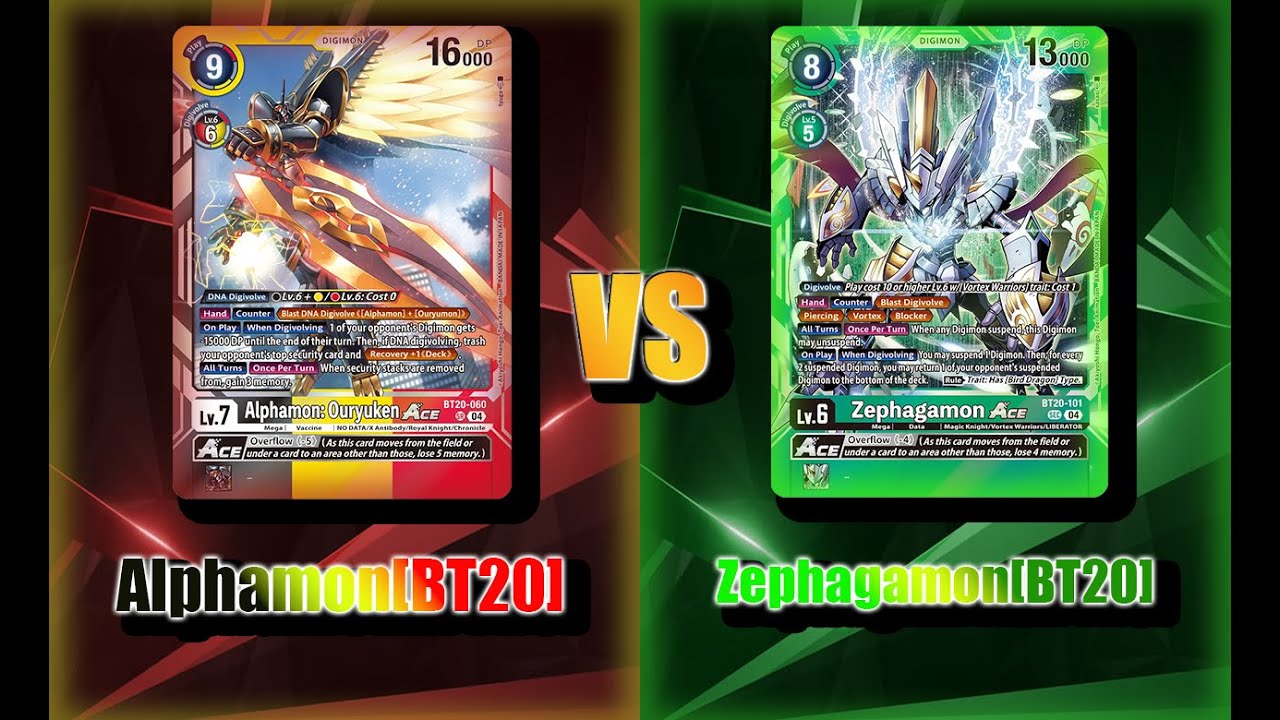 Play
9
DIGIMON
16000
DP
Digivolve
Lv.6
6
DNA Digivolve Lv.6 + / Lv.6: Cost 0
Hand Counter Blast DNA Digivolve ([Alphamon] + [Ouryumon])
On Play When Digivolving 1 of your opponent's Digimon gets
-15000 DP until the end of their turn. Then, if DNA digivolving, trash
your opponent's top security card and Recovery +1《Deck》.
All Turns Once Per Turn When security stacks are removed
from, gain 3 memory.
Lv.7
Alphamon: Ouryuken ACE
BT20-060
SR 04
Mega | Vaccine | NO DATA/X Antibody/Royal Knight/Chronicle
ACE
Overflow《-5》 (As this card moves from the field or
under a card to an area other than those, lose 5 memory.)
Alphamon[BT20]
VS
Play
8
DIGIMON
13000
DP
Digivolve
Lv.5
5
Digivolve Play cost 10 or higher Lv.6 w/[Vortex Warriors] trait: Cost 1
Hand Counter Blast Digivolve
Piercing Vortex Blocker
All Turns Once Per Turn When any Digimon suspend, this Digimon
may unsuspend.
On Play When Digivolving You may suspend 1 Digimon. Then, for every
2 suspended Digimon, you may return 1 of your opponent's suspended
Digimon to the bottom of the deck. Rule Trait: Has [Bird Dragon] Type.
Lv.6
Zephagamon ACE
BT20-101
SEC 04
Mega | Data | Magic Knight/Vortex Warriors/LIBERATOR
ACE
Overflow《-4》 (As this card moves from the field or
under a card to an area other than those, lose 4 memory.)
Zephagamon[BT20]